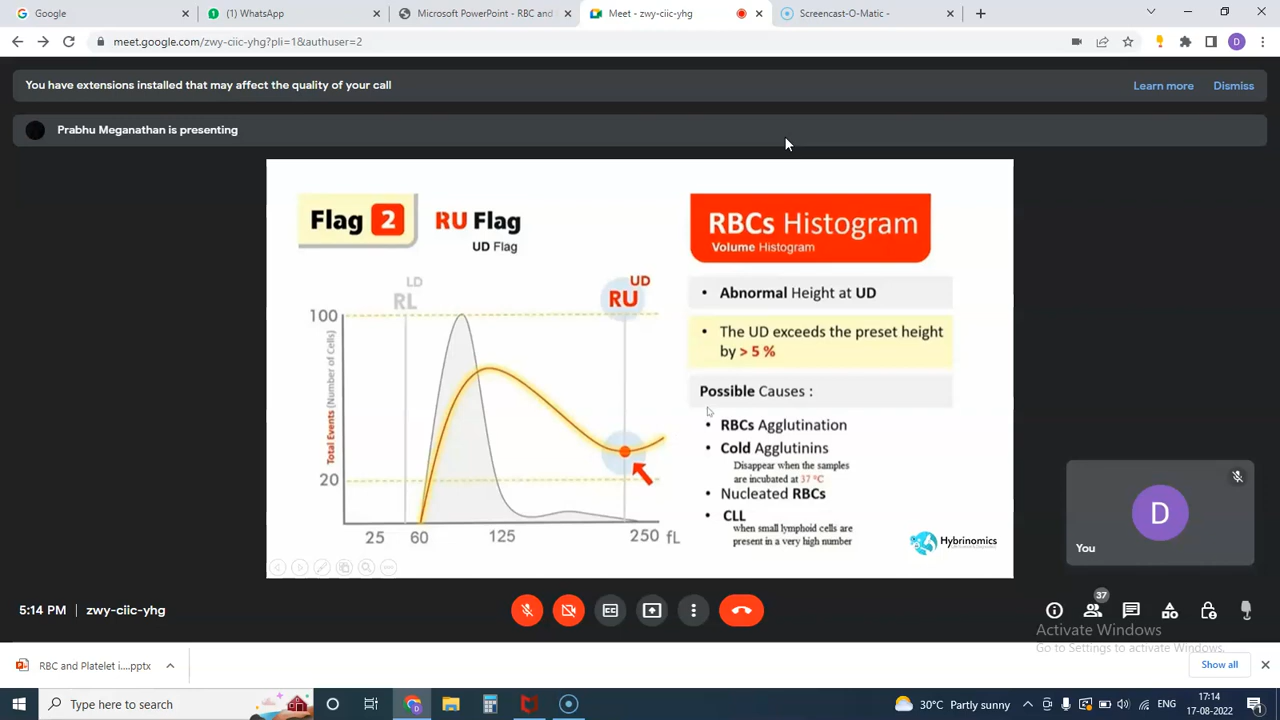 Google
(1) WhatsApp
Microsoft PowerPoint - RBC and
Meet - zwy-ciic-yhg
Screencast-O-Matic -
meet.google.com/zwy-ciic-yhg?pli=1&authuser=2
D
You have extensions installed that may affect the quality of your call
Learn more
Dismiss
Prabhu Meganathan is presenting
Flag 2
RU Flag
UD Flag
RBCs Histogram
Volume Histogram
LD
RL
UD
RU
100
20
Total Events (Number of Cells)
25 60 125 250 fL
• Abnormal Height at UD
• The UD exceeds the preset height
by > 5 %
Possible Causes :
• RBCs Agglutination
• Cold Agglutinins
Disappear when the samples
are incubated at 37 °C
• Nucleated RBCs
• CLL
when small lymphoid cells are
present in a very high number
Hybrinomics
D
You
5:14 PM | zwy-ciic-yhg
37
Activate Windows
Go to Settings to activate Windows.
RBC and Platelet i....pptx
Show all
Type here to search
30°C Partly sunny
ENG
17:14
17-08-2022